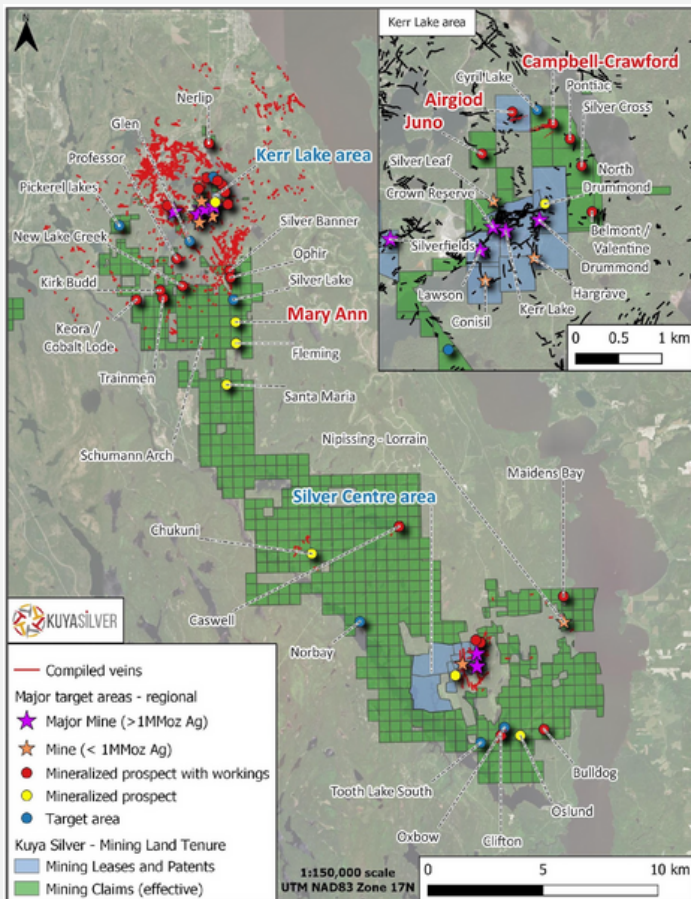 N
Nerlip
Glen
Professor
Kerr Lake area
Pickerel lakes
New Lake Creek
Silver Banner
Ophir
Kirk Budd
Silver Lake
Mary Ann
Keora /
Cobalt Lode
Fleming
Trainmen
Santa Maria
Schumann Arch
Nipissing - Lorrain
Maidens Bay
Silver Centre area
Chukuni
Caswell
Norbay
Tooth Lake South
Oxbow
Clifton
Oslund
Bulldog
Kerr Lake area
Campbell-Crawford
Cyril Lake
Pontiac
Airgiod
Silver Cross
Juno
Silver Leaf
North
Drummond
Crown Reserve
Belmont /
Valentine
Silverfields
Drummond
Lawson
Hargrave
Kerr Lake
Conisil
0 0.5 1 km
KUYASILVER
Compiled veins
Major target areas - regional
Major Mine (>1MMoz Ag)
Mine (< 1MMoz Ag)
Mineralized prospect with workings
Mineralized prospect
Target area
Kuya Silver - Mining Land Tenure
Mining Leases and Patents
Mining Claims (effective)
1:150,000 scale
UTM NAD83 Zone 17N
0 5 10 km